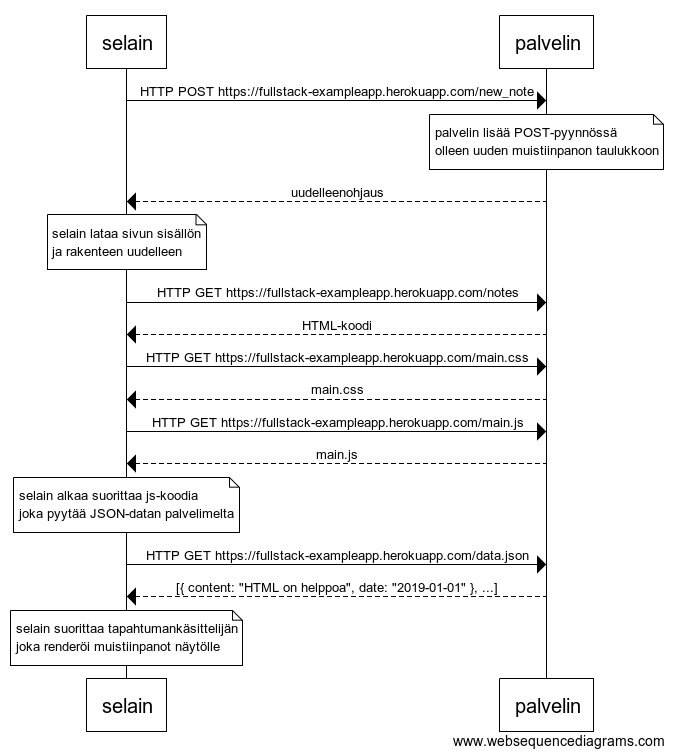 selain
palvelin
HTTP POST https://fullstack-exampleapp.herokuapp.com/new_note
palvelin lisää POST-pyynnössä
olleen uuden muistiinpanon taulukkoon
uudelleenohjaus
selain lataa sivun sisällön
ja rakenteen uudelleen
HTTP GET https://fullstack-exampleapp.herokuapp.com/notes
HTML-koodi
HTTP GET https://fullstack-exampleapp.herokuapp.com/main.css
main.css
HTTP GET https://fullstack-exampleapp.herokuapp.com/main.js
main.js
selain alkaa suorittaa js-koodia
joka pyytää JSON-datan palvelimelta
HTTP GET https://fullstack-exampleapp.herokuapp.com/data.json
[{ content: "HTML on helppoa", date: "2019-01-01" }, ...]
selain suorittaa tapahtumankäsittelijän
joka renderöi muistiinpanot näytölle
selain
palvelin
www.websequencediagrams.com